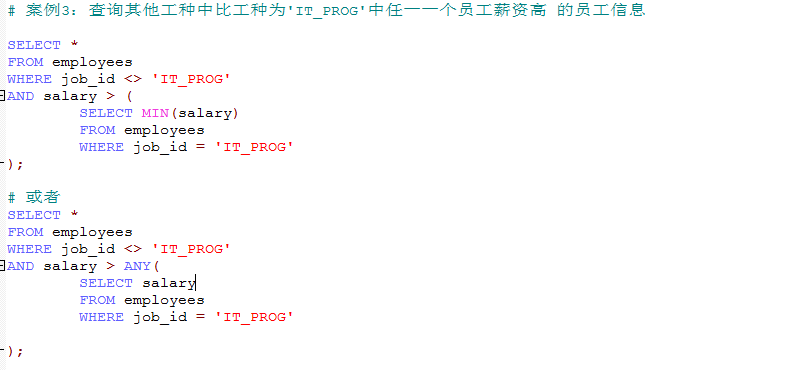 # 案例3：查询其他工种中比工种为'IT_PROG'中任一一个员工薪资高 的员工信息
SELECT *
FROM employees
WHERE job_id <> 'IT_PROG'
AND salary > (
SELECT MIN(salary)
FROM employees
WHERE job_id = 'IT_PROG'
);
# 或者
SELECT *
FROM employees
WHERE job_id <> 'IT_PROG'
AND salary > ANY(
SELECT salary
FROM employees
WHERE job_id = 'IT_PROG'
);